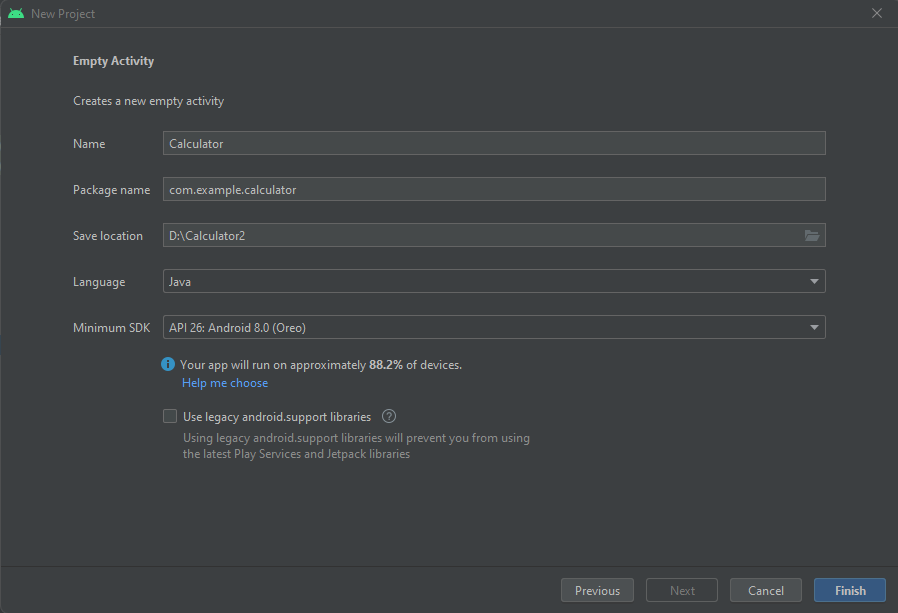 New Project
Empty Activity
Creates a new empty activity
Name Calculator
Package name com.example.calculator
Save location D:\Calculator2
Language Java
Minimum SDK API 26: Android 8.0 (Oreo)
Your app will run on approximately 88.2% of devices.
Help me choose
Use legacy android.support libraries
Using legacy android.support libraries will prevent you from using
the latest Play Services and Jetpack libraries
Previous Next Cancel Finish